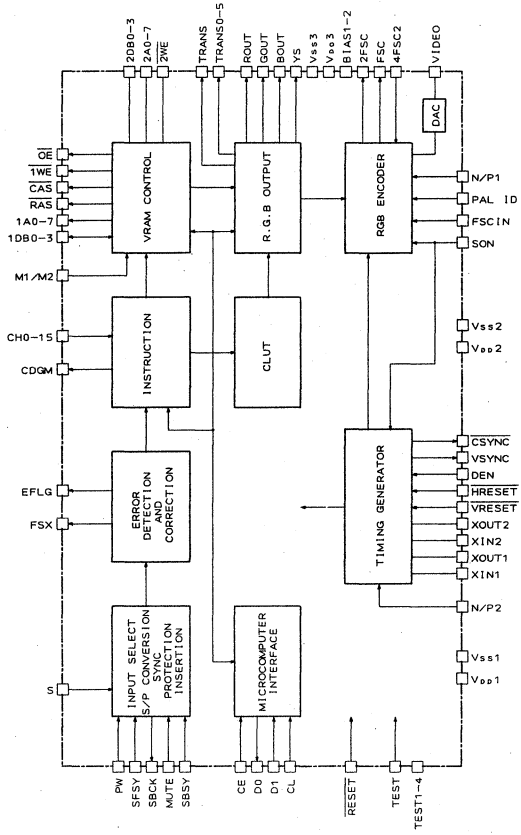 2DB0-3
2A0-7
2WE
TRANS
TRANS0-5
ROUT
GOUT
BOUT
YS
VSS3
VDD3
BIAS1-2
2FSC
FSC
4FSC2
VIDEO
DAC
OE
1WE
CAS
RAS
1A0-7
1DB0-3
M1/M2
CH0-15
CDGM
EFLG
FSX
S
VRAM CONTROL
R.G.B OUTPUT
RGB ENCODER
INSTRUCTION
CLUT
ERROR
DETECTION
AND
CORRECTION
TIMING GENERATOR
INPUT SELECT
S/P CONVERSION
SYNC
PROTECTION
INSERTION
MICROCOMPUTER
INTERFACE
N/P1
PAL ID
FSCIN
SON
VSS2
VDD2
CSYNC
VSYNC
DEN
HRESET
VRESET
XOUT2
XIN2
XOUT1
XIN1
N/P2
VSS1
VDD1
PW
SFSY
SBCK
MUTE
SBSY
CE
D0
D1
CL
RESET
TEST
TEST1-4